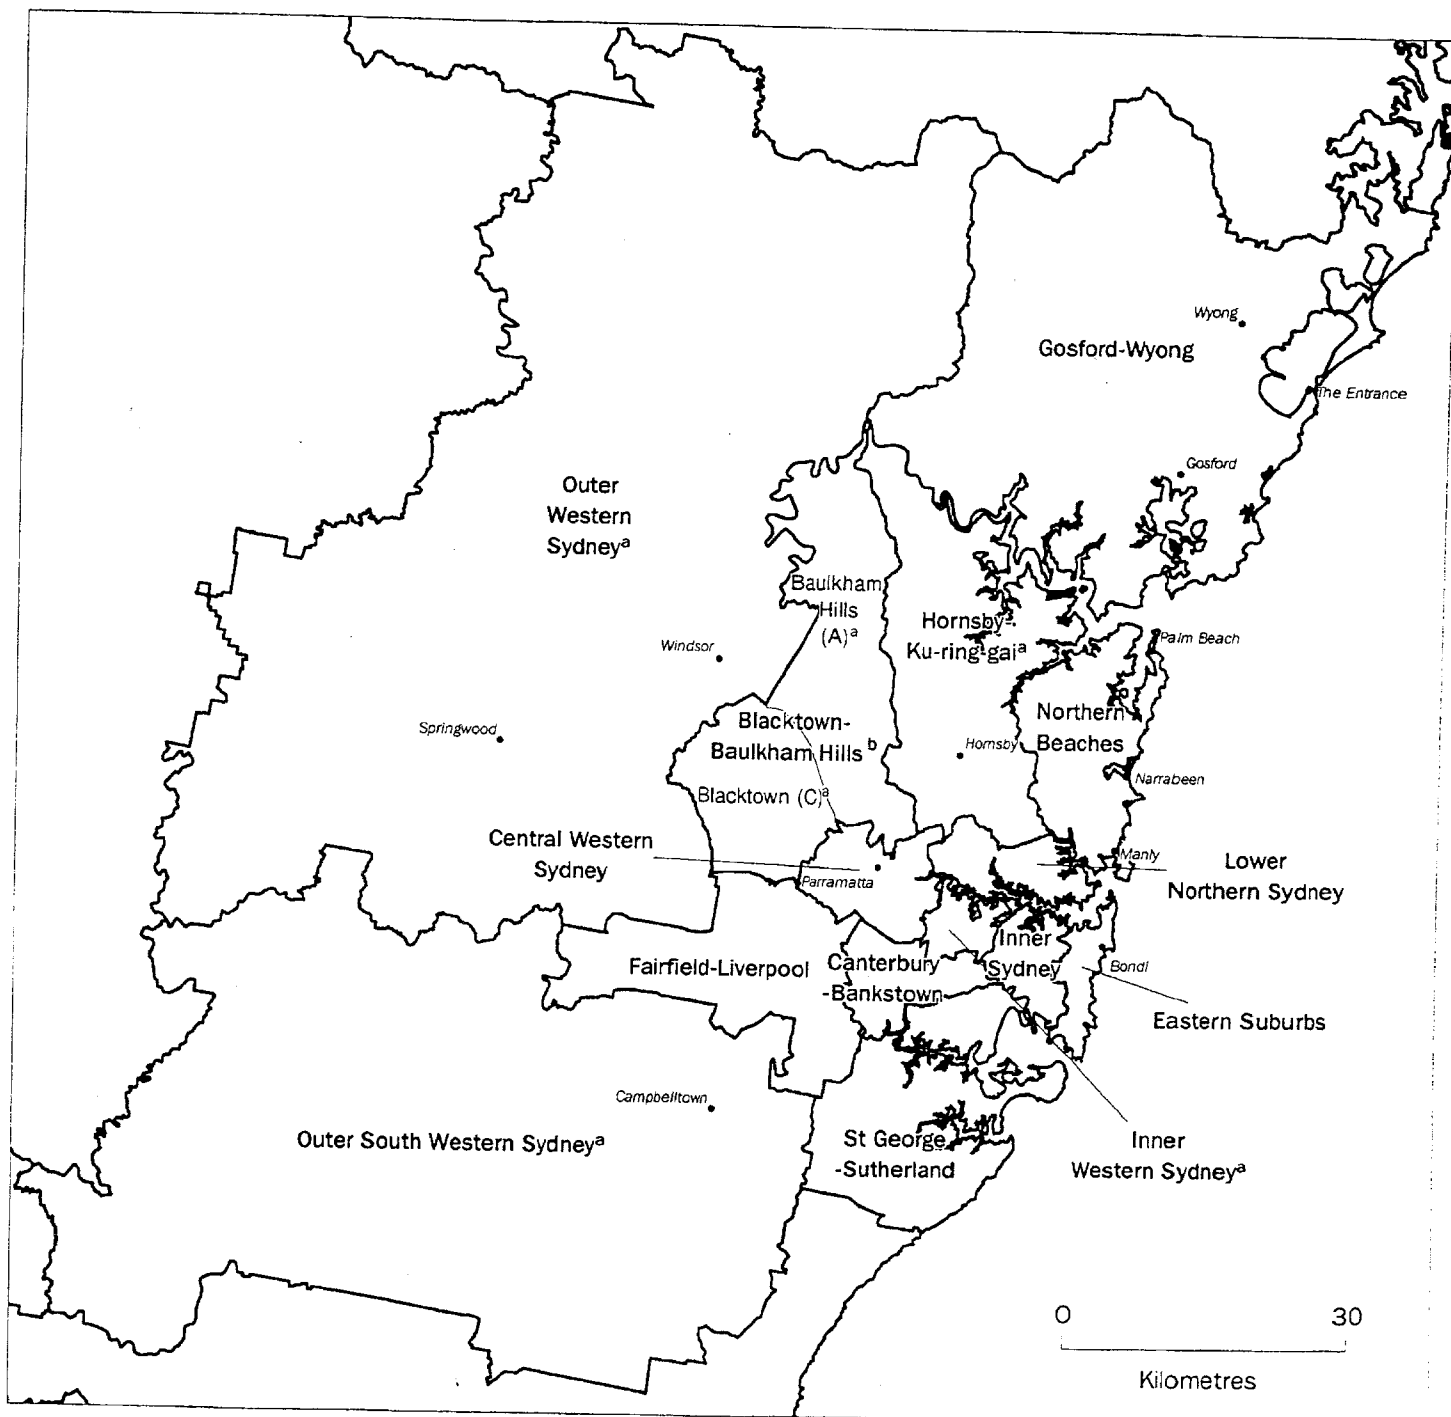 Wyong
Gosford-Wyong
The Entrance
Gosford
Outer
Western
Sydneyᵃ
Baulkham
Hills
(A)ᵃ
Hornsby-
Ku-ring-gaiᵃ
Palm Beach
Windsor
Springwood
Blacktown-
Baulkham Hillsᵇ
Northern
Beaches
Hornsby
Narrabeen
Blacktown (C)ᵃ
Central Western
Sydney
Parramatta
Manly
Lower
Northern Sydney
Fairfield-Liverpool
Canterbury
-Bankstown
Inner
Sydney
Bondi
Eastern Suburbs
Campbelltown
Outer South Western Sydneyᵃ
St George
-Sutherland
Inner
Western Sydneyᵃ
0 30
Kilometres